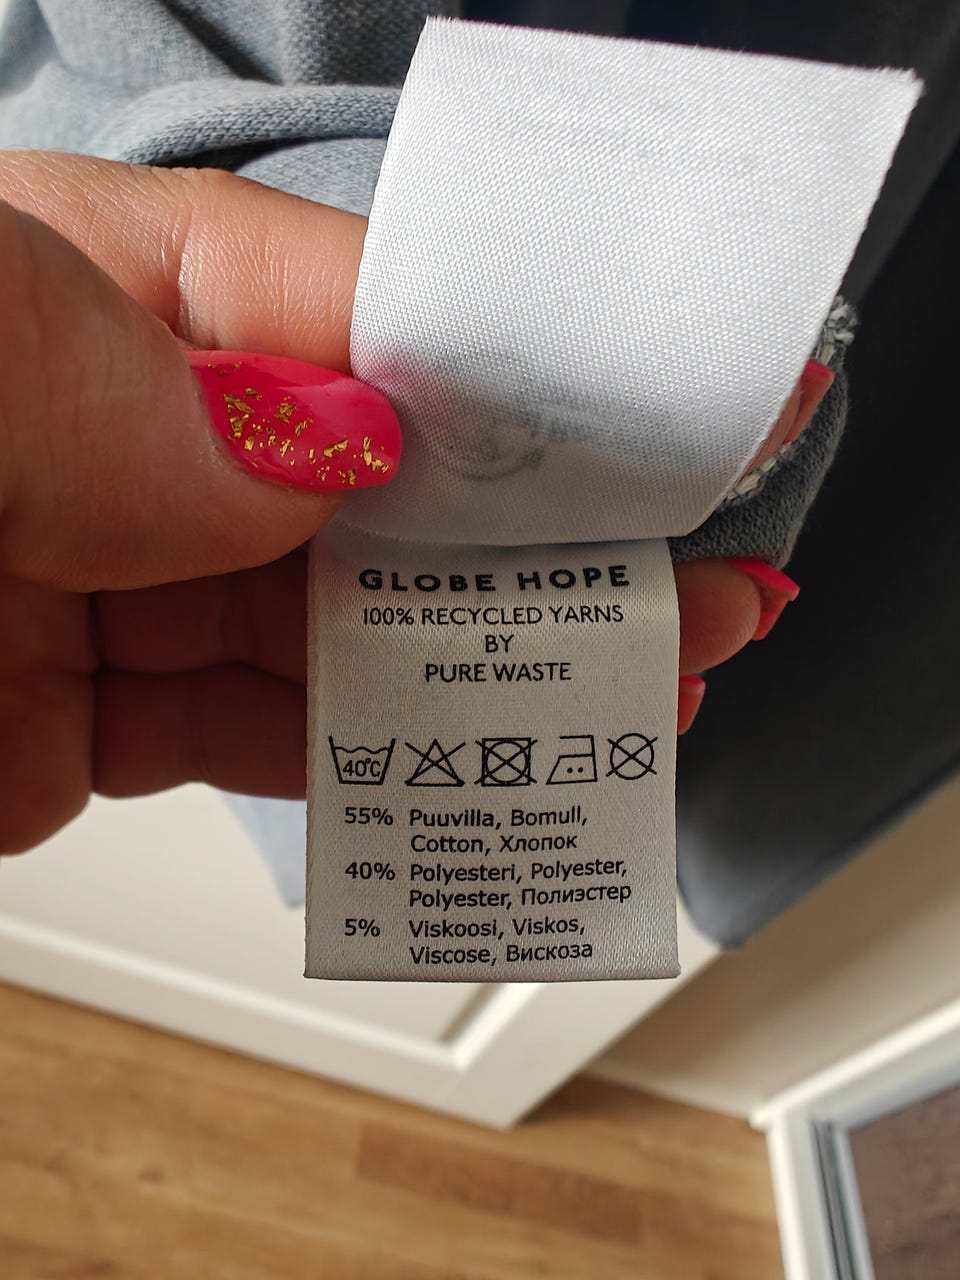 GLOBE HOPE
100% RECYCLED YARNS
BY
PURE WASTE
40°C
55% Puuvilla, Bomull,
Cotton, Хлопок
40% Polyesteri, Polyester,
Polyester, Полиэстер
5% Viskoosi, Viskos,
Viscose, Вискоза